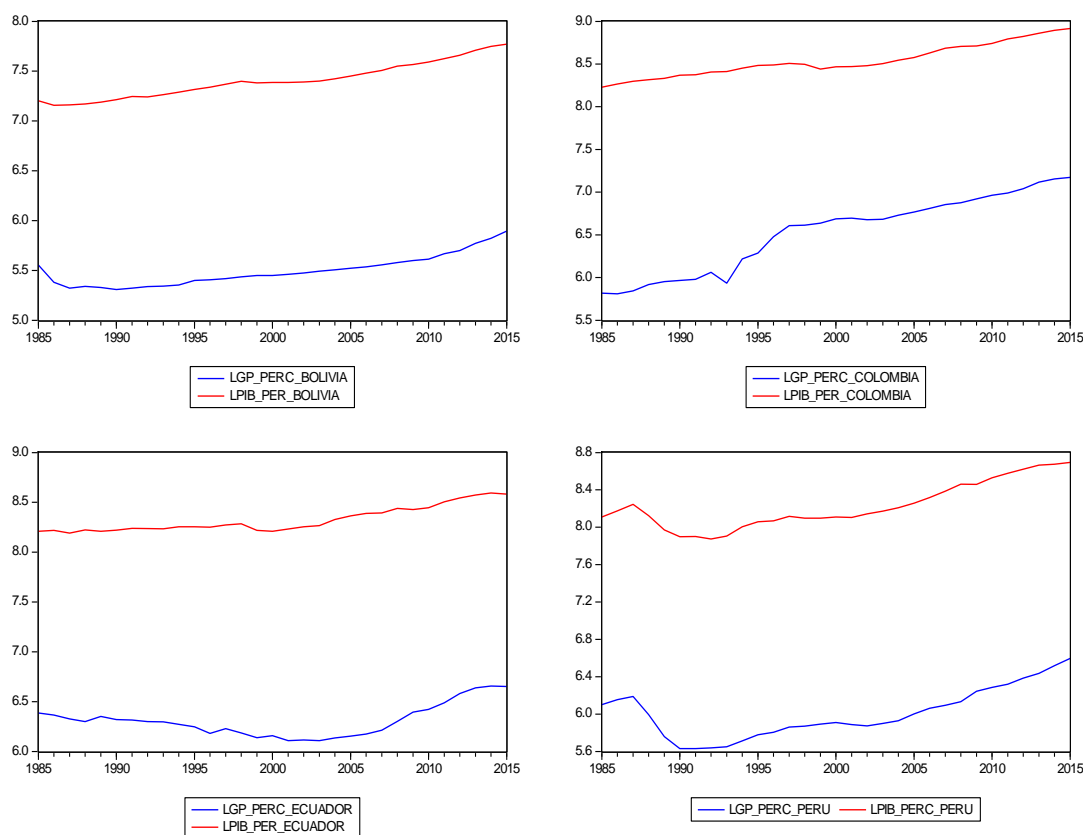 8.0
7.5
7.0
6.5
6.0
5.5
5.0
1985 1990 1995 2000 2005 2010 2015
LGP_PERC_BOLIVIA
LPIB_PER_BOLIVIA
9.0
8.5
8.0
7.5
7.0
6.5
6.0
5.5
1985 1990 1995 2000 2005 2010 2015
LGP_PERC_COLOMBIA
LPIB_PER_COLOMBIA
9.0
8.5
8.0
7.5
7.0
6.5
6.0
1985 1990 1995 2000 2005 2010 2015
LGP_PERC_ECUADOR
LPIB_PER_ECUADOR
8.8
8.4
8.0
7.6
7.2
6.8
6.4
6.0
5.6
1985 1990 1995 2000 2005 2010 2015
LGP_PERC_PERU LPIB_PERC_PERU